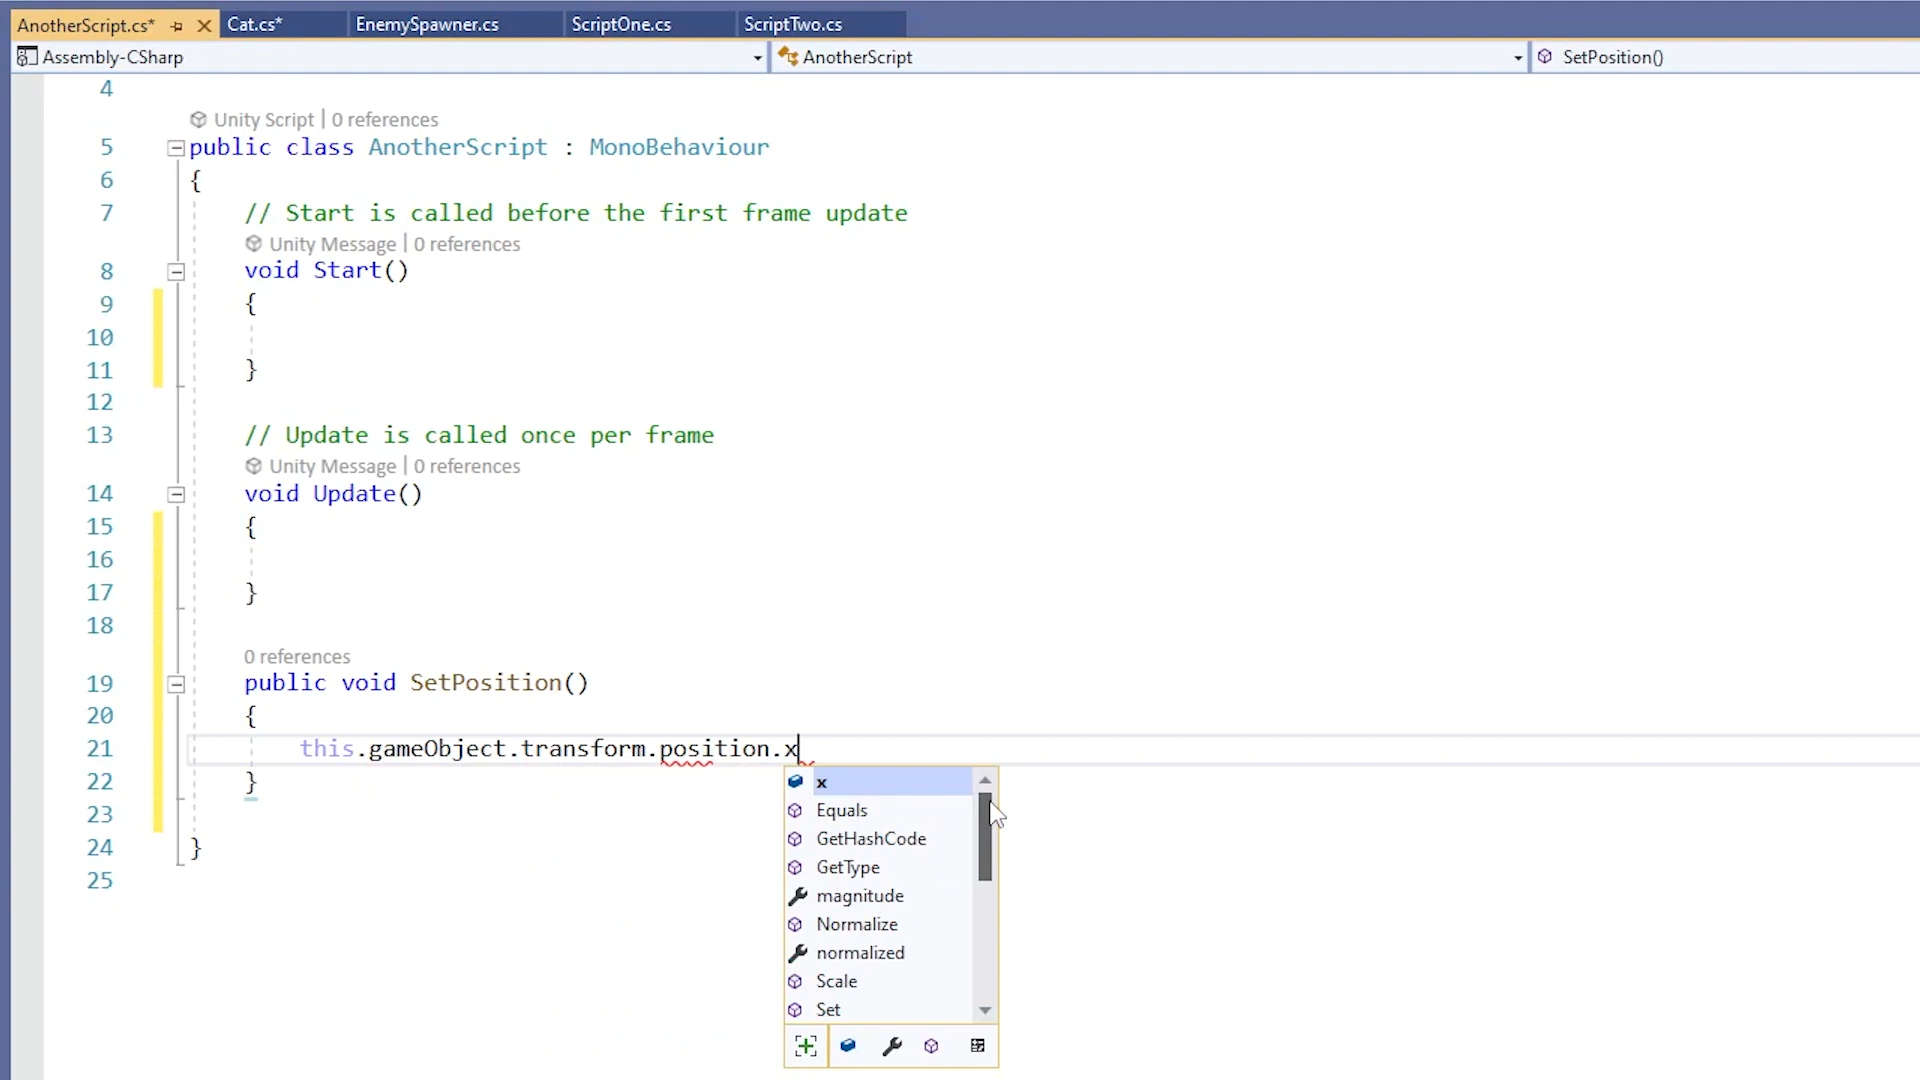 AnotherScript.cs* Cat.cs* EnemySpawner.cs ScriptOne.cs ScriptTwo.cs
Assembly-CSharp AnotherScript SetPosition()
4
Unity Script | 0 references
5 public class AnotherScript : MonoBehaviour
6 {
7 // Start is called before the first frame update
Unity Message | 0 references
8 void Start()
9 {
10
11 }
12
13 // Update is called once per frame
Unity Message | 0 references
14 void Update()
15 {
16
17 }
18
0 references
19 public void SetPosition()
20 {
21 this.gameObject.transform.position.x
22 }
23
24 }
25
x
Equals
GetHashCode
GetType
magnitude
Normalize
normalized
Scale
Set